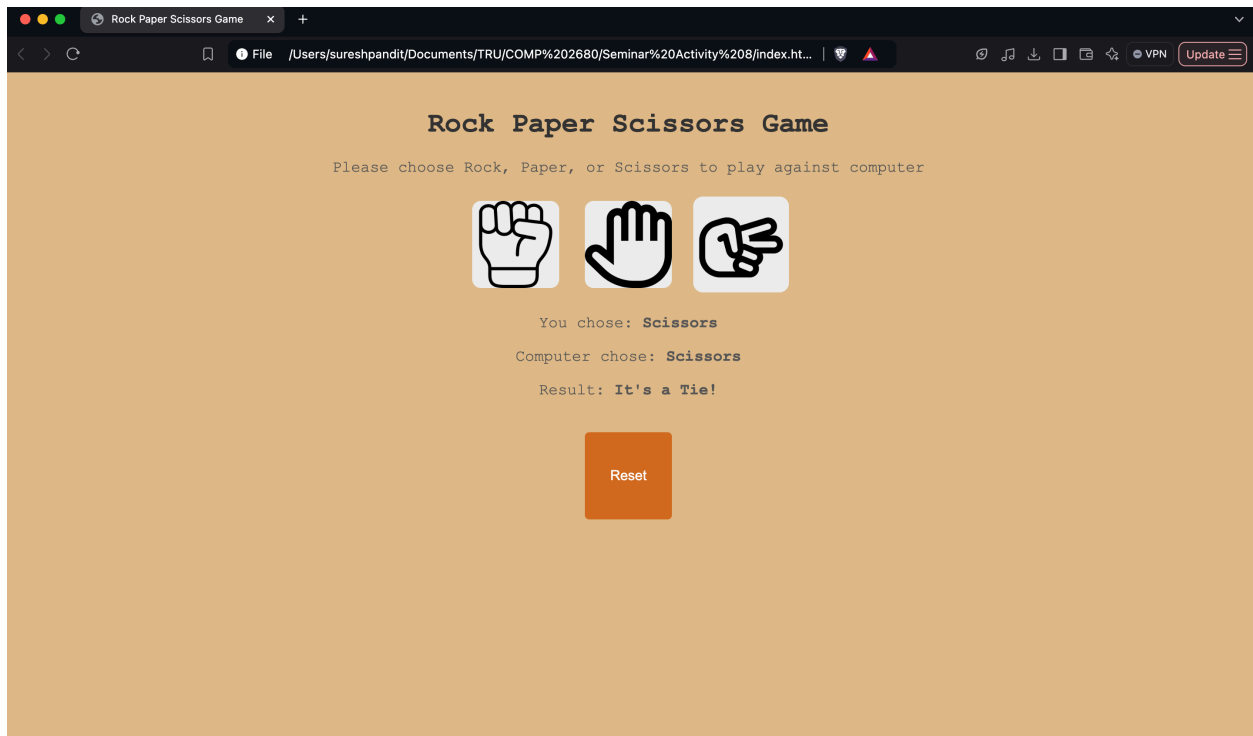 Rock Paper Scissors Game
File /Users/sureshpandit/Documents/TRU/COMP%202680/Seminar%20Activity%208/index.ht...
VPN
Update
Rock Paper Scissors Game
Please choose Rock, Paper, or Scissors to play against computer
You chose: Scissors
Computer chose: Scissors
Result: It's a Tie!
Reset